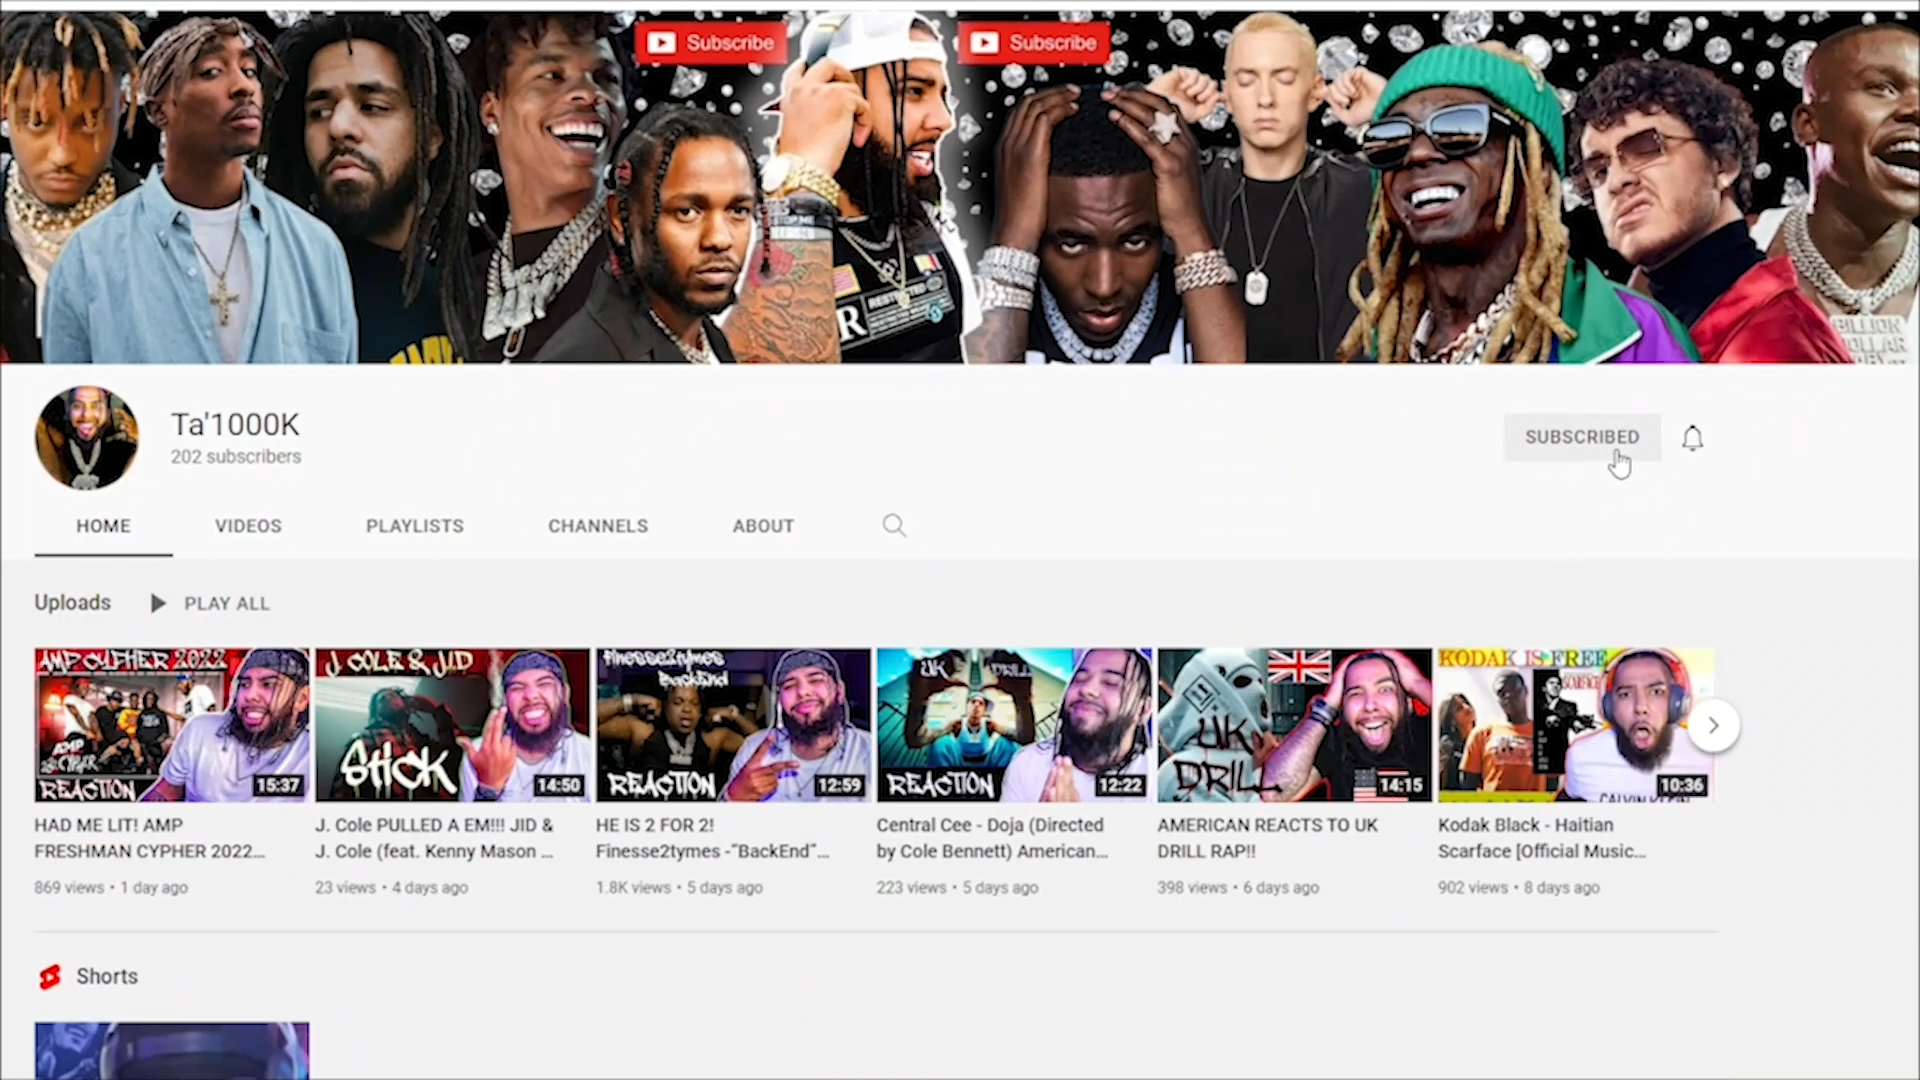 Subscribe
Subscribe
RESTRICTED
R
BILLION
DOLLAR
Ta'1000K
202 subscribers
SUBSCRIBED
HOME
VIDEOS
PLAYLISTS
CHANNELS
ABOUT
Uploads
PLAY ALL
AMP CYPHER 2022
AMP
CYPHER
REACTION
15:37
J. COLE & J.I.D
STICK
14:50
Finesse2tymes
BackEnd
REACTION
12:59
UK
DRILL
REACTION
12:22
UK
DRILL
14:15
KODAK IS FREE
SCARFACE
CALVIN KLEIN
10:36
HAD ME LIT! AMP
FRESHMAN CYPHER 2022...
869 views • 1 day ago
J. Cole PULLED A EM!!! JID &
J. Cole (feat. Kenny Mason ...
23 views • 4 days ago
HE IS 2 FOR 2!
Finesse2tymes -“BackEnd”...
1.8K views • 5 days ago
Central Cee - Doja (Directed
by Cole Bennett) American...
223 views • 5 days ago
AMERICAN REACTS TO UK
DRILL RAP!!
398 views • 6 days ago
Kodak Black - Haitian
Scarface [Official Music...
902 views • 8 days ago
Shorts